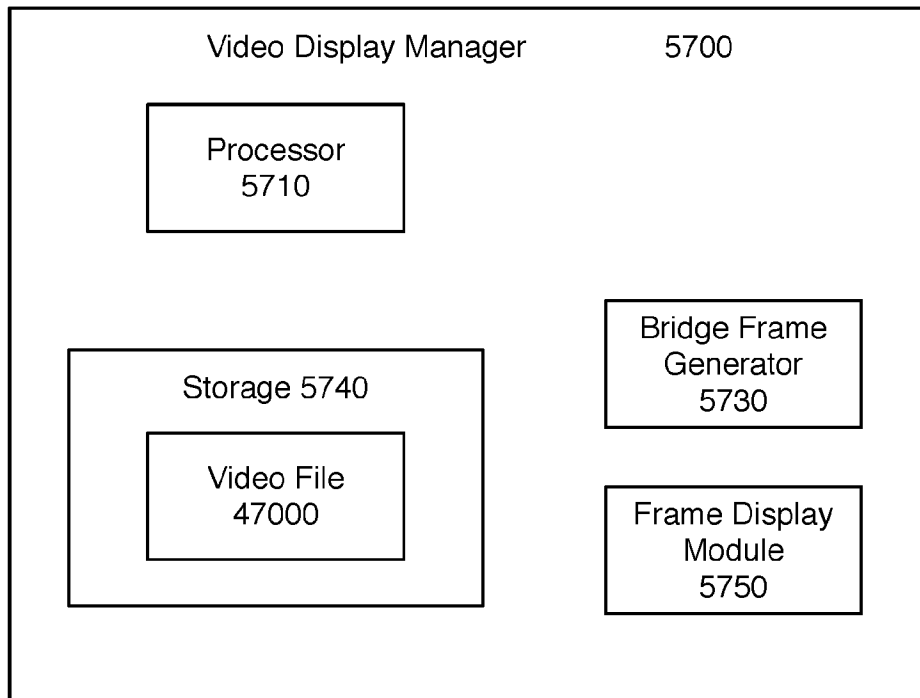 Video Display Manager 5700
Processor
5710
Bridge Frame
Generator
5730
Storage 5740
Video File
47000
Frame Display
Module
5750